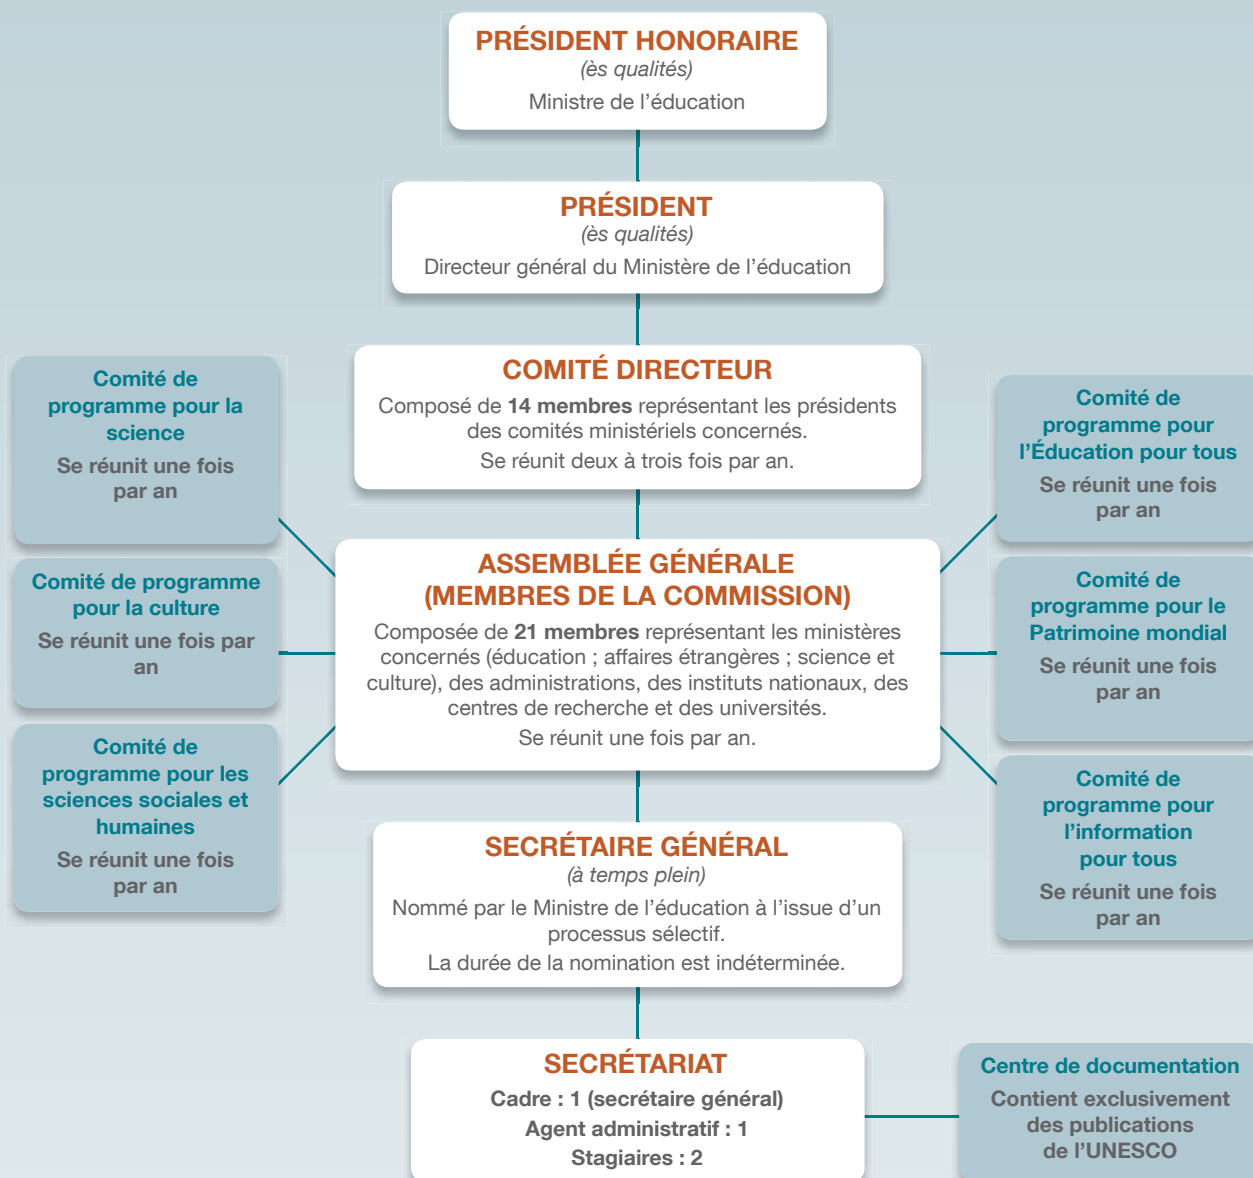 PRÉSIDENT HONORAIRE
(ès qualités)
Ministre de l’éducation
PRÉSIDENT
(ès qualités)
Directeur général du Ministère de l’éducation
COMITÉ DIRECTEUR
Composé de 14 membres représentant les présidents
des comités ministériels concernés.
Se réunit deux à trois fois par an.
Comité de
programme pour la
science
Se réunit une fois
par an
Comité de programme
pour la culture
Se réunit une fois par
an
Comité de
programme pour les
sciences sociales et
humaines
Se réunit une fois
par an
ASSEMBLÉE GÉNÉRALE
(MEMBRES DE LA COMMISSION)
Composée de 21 membres représentant les ministères
concernés (éducation ; affaires étrangères ; science et
culture), des administrations, des instituts nationaux, des
centres de recherche et des universités.
Se réunit une fois par an.
Comité de
programme pour
l’Éducation pour tous
Se réunit une fois
par an
Comité de
programme pour le
Patrimoine mondial
Se réunit une fois
par an
Comité de
programme pour
l’information
pour tous
Se réunit une fois
par an
SECRÉTAIRE GÉNÉRAL
(à temps plein)
Nommé par le Ministre de l’éducation à l’issue d’un
processus sélectif.
La durée de la nomination est indéterminée.
SECRÉTARIAT
Cadre : 1 (secrétaire général)
Agent administratif : 1
Stagiaires : 2
Centre de documentation
Contient exclusivement
des publications
de l’UNESCO